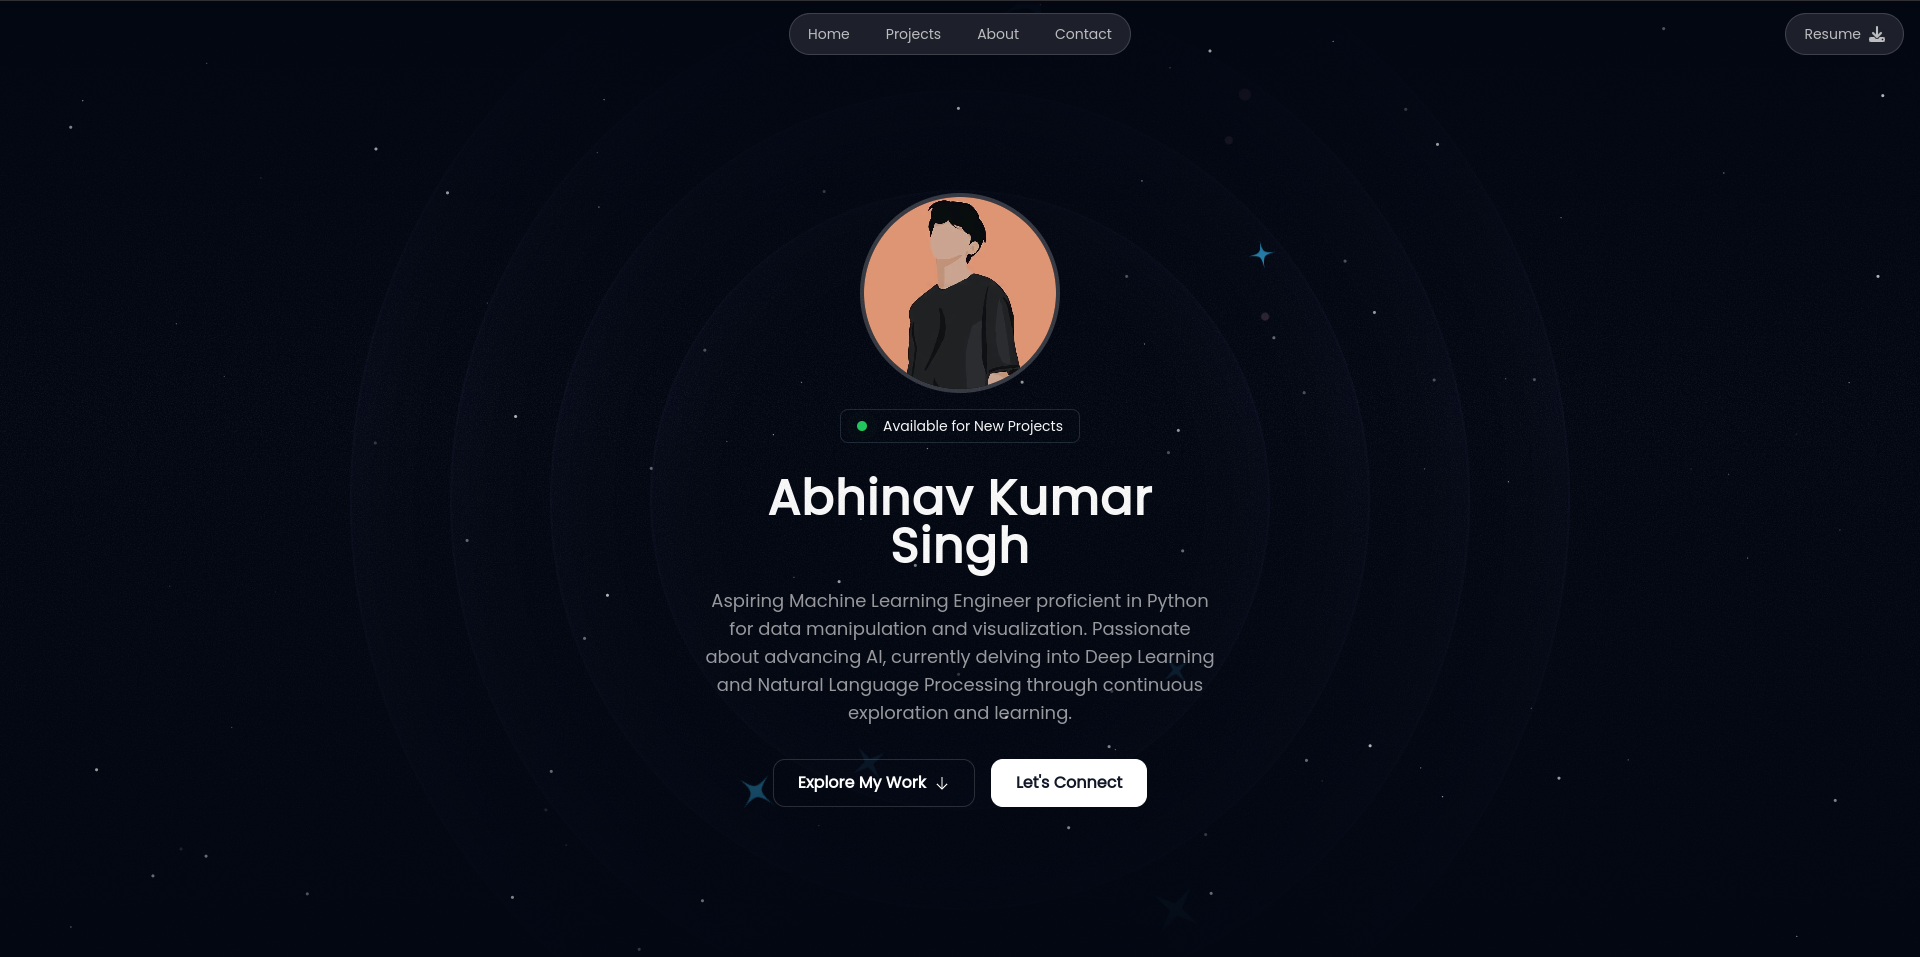 Home Projects About Contact Resume
Available for New Projects
Abhinav Kumar
Singh
Aspiring Machine Learning Engineer proficient in Python
for data manipulation and visualization. Passionate
about advancing AI, currently delving into Deep Learning
and Natural Language Processing through continuous
exploration and learning.
Explore My Work Let's Connect